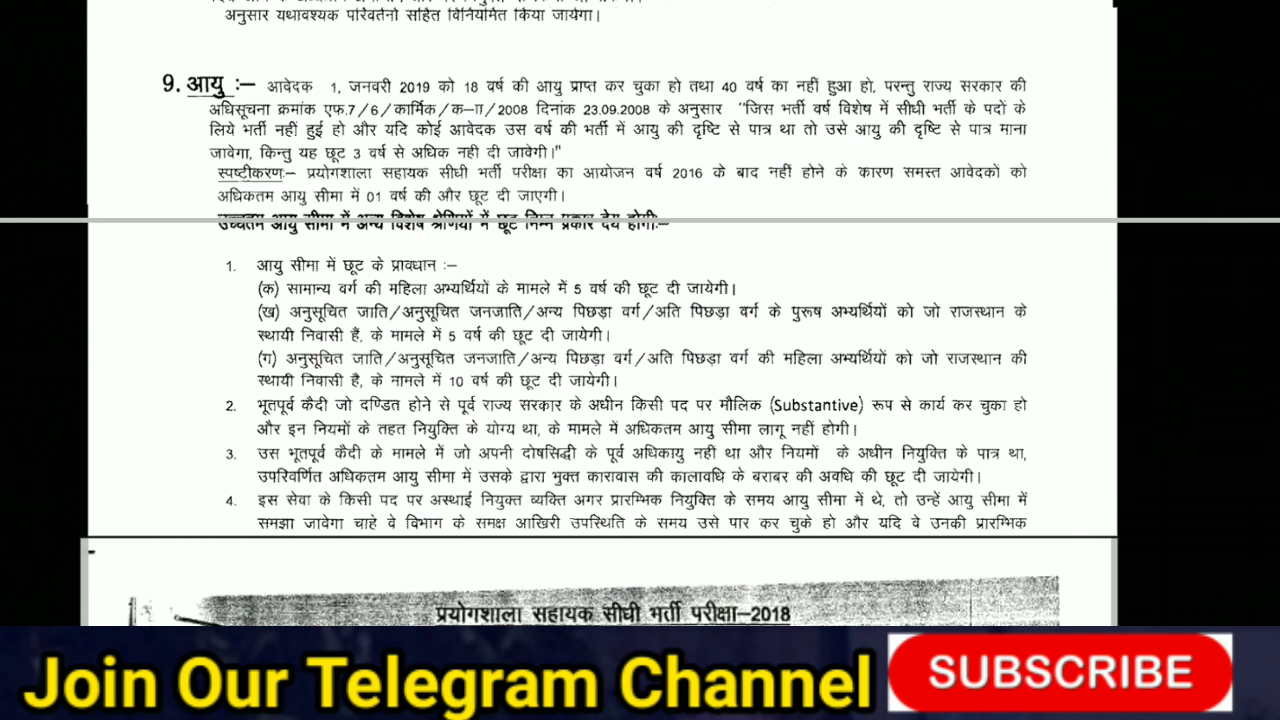 अनुसार यथावश्यक परिवर्तनो सहित विनियमित किया जायेगा।
9. आयु :– आवेदक 1, जनवरी 2019 को 18 वर्ष की आयु प्राप्त कर चुका हो तथा 40 वर्ष का नहीं हुआ हो, परन्तु राज्य सरकार की
अधिसूचना क्रमांक एफ.7/6/कार्मिक/क–II/2008 दिनांक 23.09.2008 के अनुसार "जिस भर्ती वर्ष विशेष में सीधी भर्ती के पदों के
लिये भर्ती नहीं हुई हो और यदि कोई आवेदक उस वर्ष की भर्ती में आयु की दृष्टि से पात्र था तो उसे आयु की दृष्टि से पात्र माना
जावेगा, किन्तु यह छूट 3 वर्ष से अधिक नही दी जावेगी।"
स्पष्टीकरणः– प्रयोगशाला सहायक सीधी भर्ती परीक्षा का आयोजन वर्ष 2016 के बाद नहीं होने के कारण समस्त आवेदकों को
अधिकतम आयु सीमा में 01 वर्ष की और छूट दी जाएगी।
उच्चतम आयु सीमा में अन्य विशेष श्रेणियों में छूट निम्न प्रकार देय होगीः–
1. आयु सीमा में छूट के प्रावधान :–
(क) सामान्य वर्ग की महिला अभ्यर्थियों के मामले में 5 वर्ष की छूट दी जायेगी।
(ख) अनुसूचित जाति/अनुसूचित जनजाति/अन्य पिछड़ा वर्ग/अति पिछड़ा वर्ग के पुरूष अभ्यर्थियों को जो राजस्थान के
स्थायी निवासी हैं, के मामले में 5 वर्ष की छूट दी जायेगी।
(ग) अनुसूचित जाति/अनुसूचित जनजाति/अन्य पिछड़ा वर्ग/अति पिछड़ा वर्ग की महिला अभ्यर्थियों को जो राजस्थान की
स्थायी निवासी है, के मामले में 10 वर्ष की छूट दी जायेगी।
2. भूतपूर्व कैदी जो दण्डित होने से पूर्व राज्य सरकार के अधीन किसी पद पर मौलिक (Substantive) रूप से कार्य कर चुका हो
और इन नियमों के तहत नियुक्ति के योग्य था, के मामले में अधिकतम आयु सीमा लागू नहीं होगी।
3. उस भूतपूर्व कैदी के मामले में जो अपनी दोषसिद्धी के पूर्व अधिकायु नही था और नियमों के अधीन नियुक्ति के पात्र था,
उपरिवर्णित अधिकतम आयु सीमा में उसके द्वारा भुक्त कारावास की कालावधि के बराबर की अवधि की छूट दी जायेगी।
4. इस सेवा के किसी पद पर अस्थाई नियुक्त व्यक्ति अगर प्रारम्भिक नियुक्ति के समय आयु सीमा में थे, तो उन्हें आयु सीमा में
समझा जावेगा चाहे वे विभाग के समक्ष आखिरी उपस्थिति के समय उसे पार कर चुके हो और यदि वे उनकी प्रारम्भिक
प्रयोगशाला सहायक सीधी भर्ती परीक्षा–2018
Join Our Telegram Channel
SUBSCRIBE